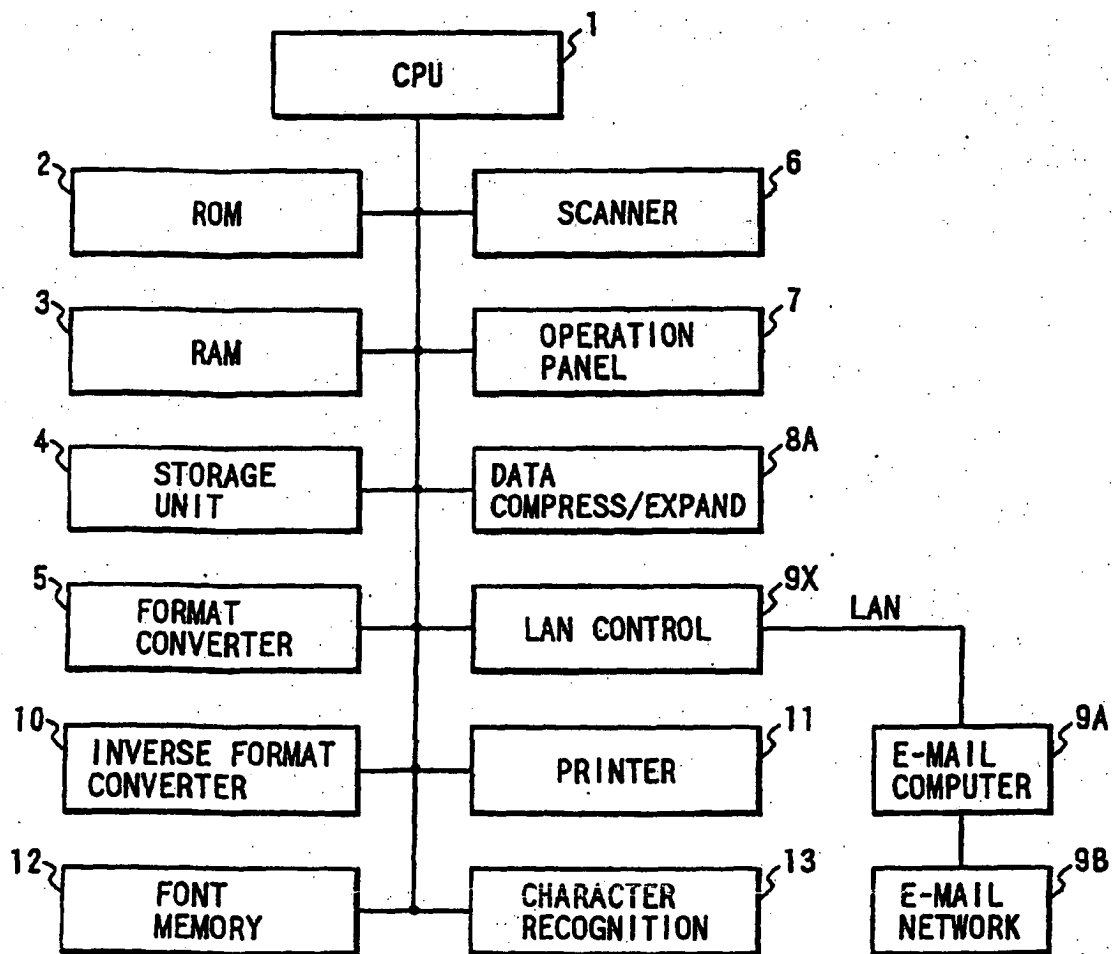 1
CPU
2
ROM
6
SCANNER
3
RAM
7
OPERATION
PANEL
4
STORAGE
UNIT
8A
DATA
COMPRESS/EXPAND
5
FORMAT
CONVERTER
9X
LAN CONTROL
LAN
10
INVERSE FORMAT
CONVERTER
11
PRINTER
9A
E-MAIL
COMPUTER
12
FONT
MEMORY
13
CHARACTER
RECOGNITION
9B
E-MAIL
NETWORK